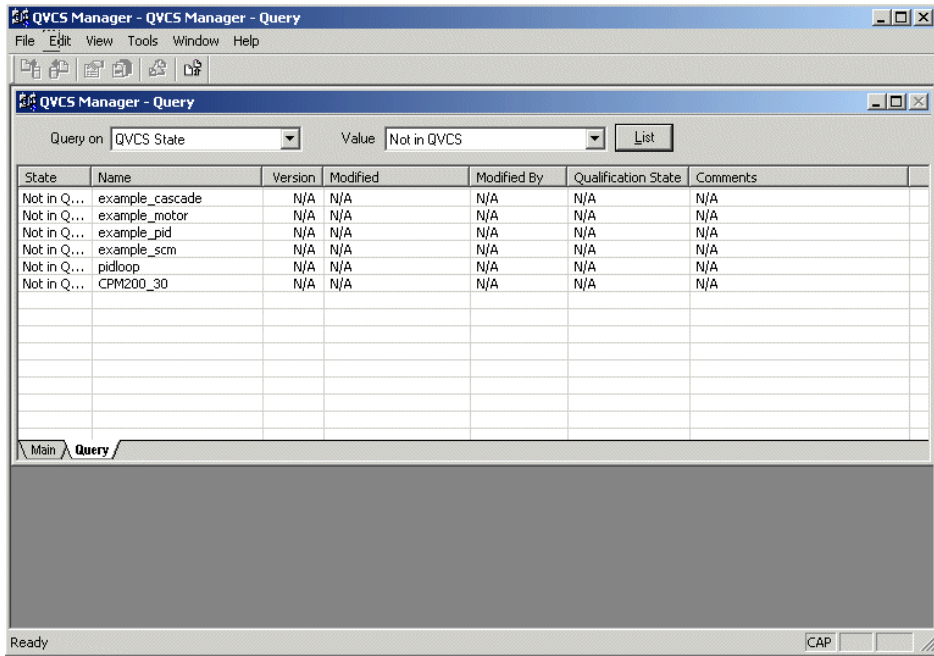 QVCS Manager - QVCS Manager - Query
File Edit View Tools Window Help
QVCS Manager - Query
Query on QVCS State Value Not in QVCS List
State Name Version Modified Modified By Qualification State Comments
Not in Q... example_cascade N/A N/A N/A N/A N/A
Not in Q... example_motor N/A N/A N/A N/A N/A
Not in Q... example_pid N/A N/A N/A N/A N/A
Not in Q... example_scm N/A N/A N/A N/A N/A
Not in Q... pidloop N/A N/A N/A N/A N/A
Not in Q... CPM200_30 N/A N/A N/A N/A N/A
Main Query
Ready CAP